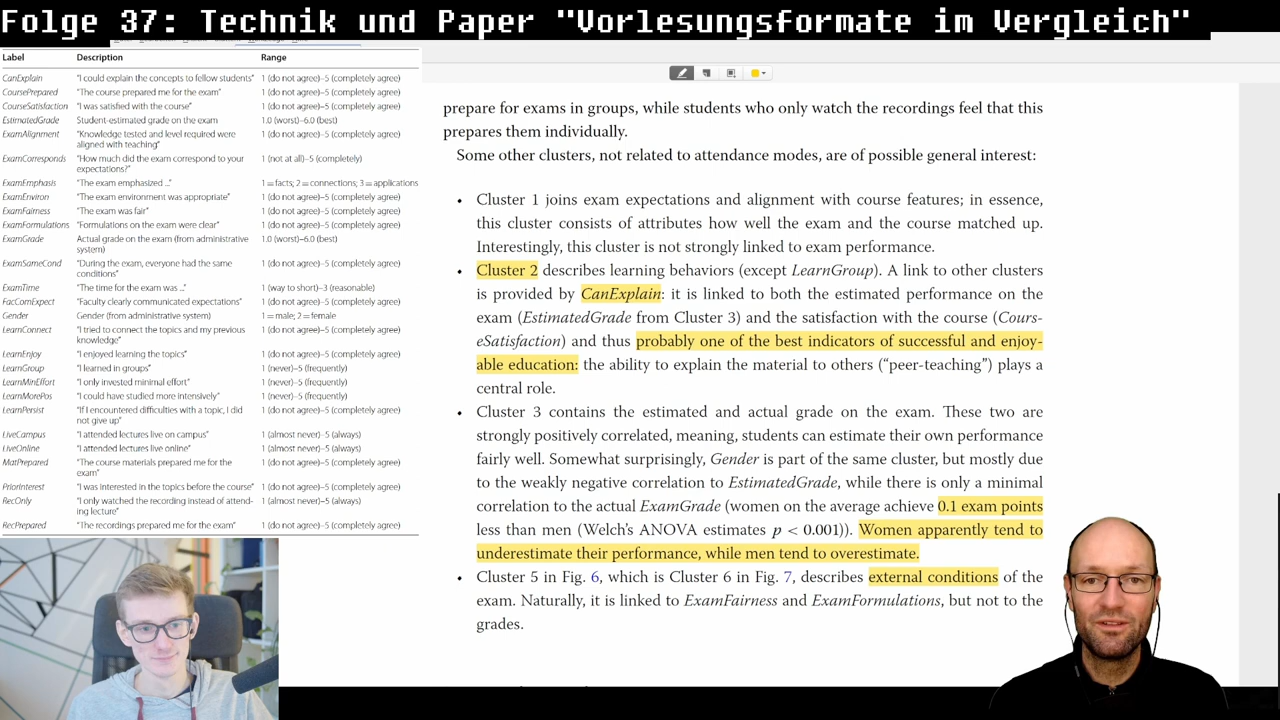 Folge 37: Technik und Paper "Vorlesungsformate im Vergleich"
Label Description Range
CanExplain "I could explain the concepts to fellow students" 1 (do not agree)–5 (completely agree)
CoursePrepared "The course prepared me for the exam" 1 (do not agree)–5 (completely agree)
CourseSatisfaction "I was satisfied with the course" 1 (do not agree)–5 (completely agree)
EstimatedGrade Student-estimated grade on the exam 1.0 (worst)–6.0 (best)
ExamAlignment "Knowledge tested and level required were 1 (do not agree)–5 (completely agree)
aligned with teaching"
ExamCorresponds "How much did the exam correspond to your 1 (not at all)–5 (completely)
expectations?"
ExamEmphasis "The exam emphasized ..." 1 = facts; 2 = connections; 3 = applications
ExamEnviron "The exam environment was appropriate" 1 (do not agree)–5 (completely agree)
ExamFairness "The exam was fair" 1 (do not agree)–5 (completely agree)
ExamFormulations "Formulations on the exam were clear" 1 (do not agree)–5 (completely agree)
ExamGrade Actual grade on the exam (from administrative 1.0 (worst)–6.0 (best)
system)
ExamSameCond "During the exam, everyone had the same 1 (do not agree)–5 (completely agree)
conditions"
ExamTime "The time for the exam was ..." 1 (way to short)–3 (reasonable)
FacComExpect "Faculty clearly communicated expectations" 1 (do not agree)–5 (completely agree)
Gender Gender (from administrative system) 1 = male; 2 = female
LearnConnect "I tried to connect the topics and my previous 1 (do not agree)–5 (completely agree)
knowledge"
LearnEnjoy "I enjoyed learning the topics" 1 (do not agree)–5 (completely agree)
LearnGroup "I learned in groups" 1 (never)–5 (frequently)
LearnMinEffort "I only invested minimal effort" 1 (never)–5 (frequently)
LearnMorePos "I could have studied more intensively" 1 (never)–5 (frequently)
LearnPersist "If I encountered difficulties with a topic, I did 1 (do not agree)–5 (completely agree)
not give up"
LiveCampus "I attended lectures live on campus" 1 (almost never)–5 (always)
LiveOnline "I attended lectures live online" 1 (almost never)–5 (always)
MatPrepared "The course materials prepared me for the 1 (do not agree)–5 (completely agree)
exam"
PriorInterest "I was interested in the topics before the course" 1 (do not agree)–5 (completely agree)
RecOnly "I only watched the recording instead of attend- 1 (almost never)–5 (always)
ing lecture"
RecPrepared "The recordings prepared me for the exam" 1 (do not agree)–5 (completely agree)
prepare for exams in groups, while students who only watch the recordings feel that this
prepares them individually.
Some other clusters, not related to attendance modes, are of possible general interest:
• Cluster 1 joins exam expectations and alignment with course features; in essence,
this cluster consists of attributes how well the exam and the course matched up.
Interestingly, this cluster is not strongly linked to exam performance.
• Cluster 2 describes learning behaviors (except LearnGroup). A link to other clusters
is provided by CanExplain: it is linked to both the estimated performance on the
exam (EstimatedGrade from Cluster 3) and the satisfaction with the course (Cours-
eSatisfaction) and thus probably one of the best indicators of successful and enjoy-
able education: the ability to explain the material to others ("peer-teaching") plays a
central role.
• Cluster 3 contains the estimated and actual grade on the exam. These two are
strongly positively correlated, meaning, students can estimate their own performance
fairly well. Somewhat surprisingly, Gender is part of the same cluster, but mostly due
to the weakly negative correlation to EstimatedGrade, while there is only a minimal
correlation to the actual ExamGrade (women on the average achieve 0.1 exam points
less than men (Welch's ANOVA estimates p < 0.001)). Women apparently tend to
underestimate their performance, while men tend to overestimate.
• Cluster 5 in Fig. 6, which is Cluster 6 in Fig. 7, describes external conditions of the
exam. Naturally, it is linked to ExamFairness and ExamFormulations, but not to the
grades.